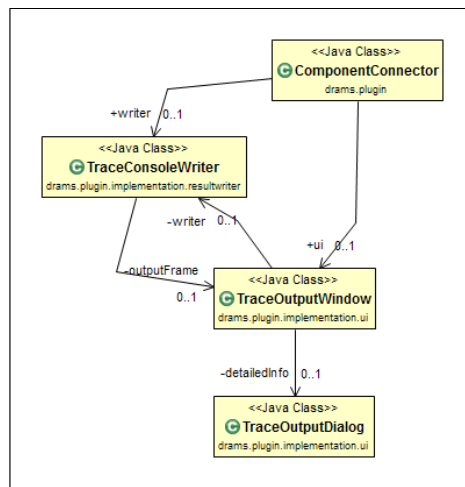 <<Java Class>>
ComponentConnector
drams.plugin
+writer
0..1
<<Java Class>>
TraceConsoleWriter
drams.plugin.implementation.resultwriter
-writer
0..1
+ui
0..1
-outputFrame
0..1
<<Java Class>>
TraceOutputWindow
drams.plugin.implementation.ui
-detailedInfo
0..1
<<Java Class>>
TraceOutputDialog
drams.plugin.implementation.ui